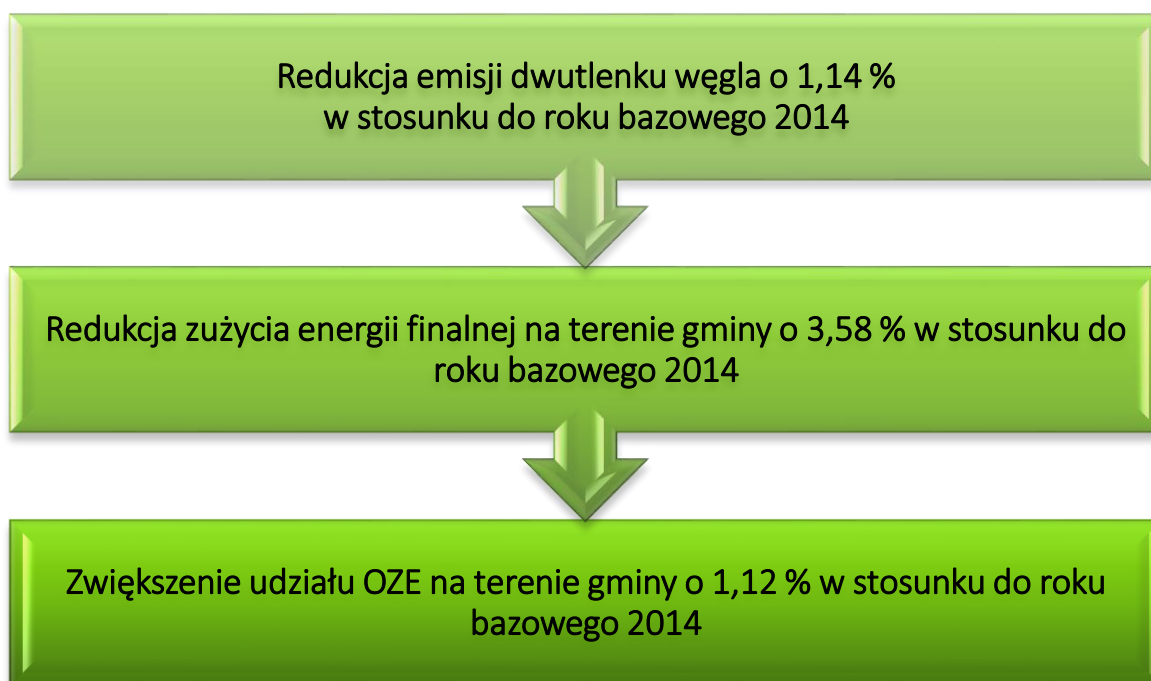 Redukcja emisji dwutlenku węgla o 1,14 %
w stosunku do roku bazowego 2014
Redukcja zużycia energii finalnej na terenie gminy o 3,58 % w stosunku do
roku bazowego 2014
Zwiększenie udziału OZE na terenie gminy o 1,12 % w stosunku do roku
bazowego 2014